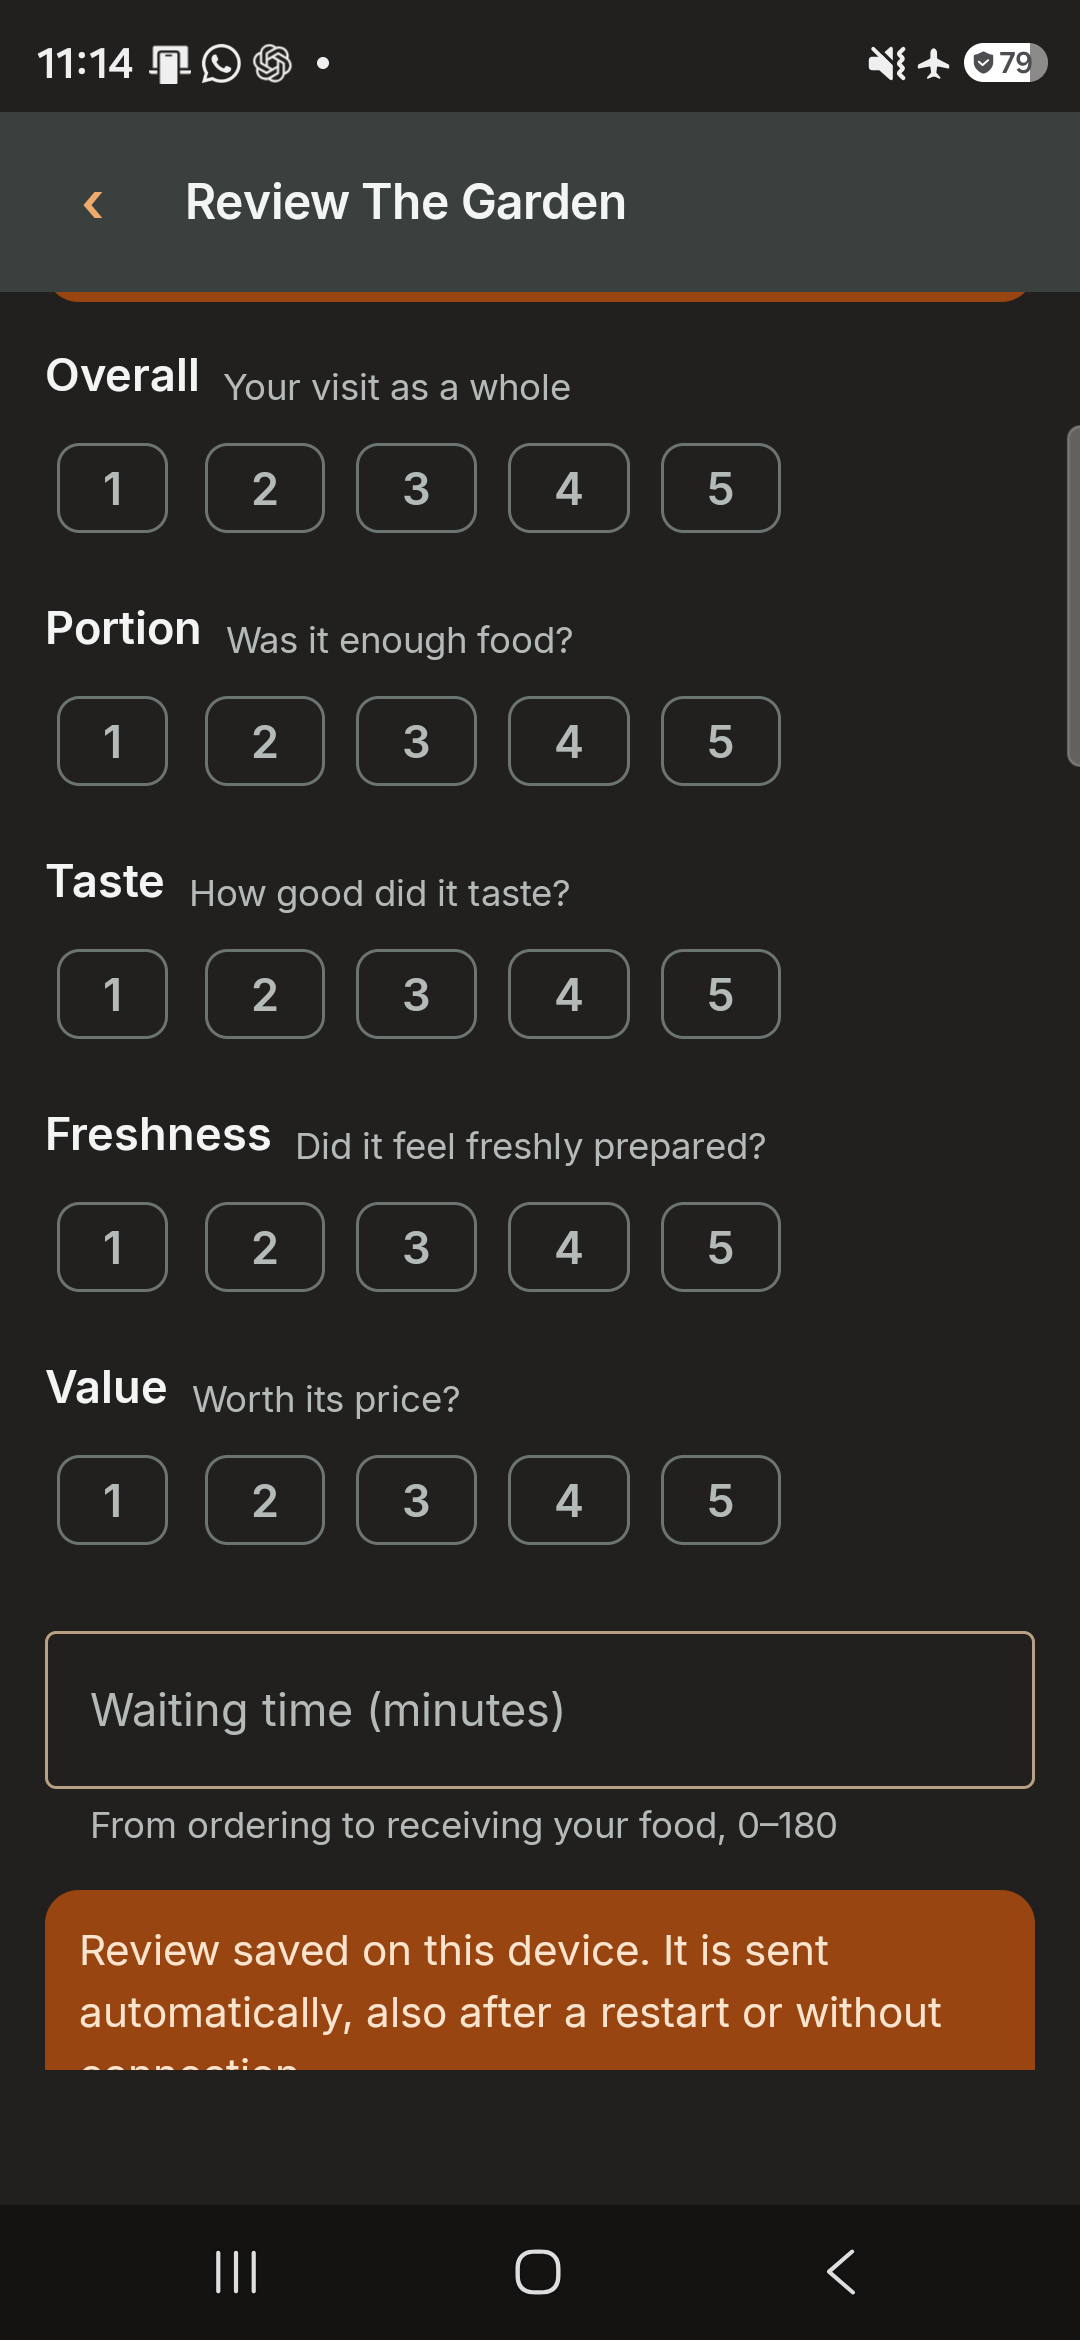 11:14
79
‹ Review The Garden
Overall Your visit as a whole
1 2 3 4 5
Portion Was it enough food?
1 2 3 4 5
Taste How good did it taste?
1 2 3 4 5
Freshness Did it feel freshly prepared?
1 2 3 4 5
Value Worth its price?
1 2 3 4 5
Waiting time (minutes)
From ordering to receiving your food, 0–180
Review saved on this device. It is sent
automatically, also after a restart or without
connection